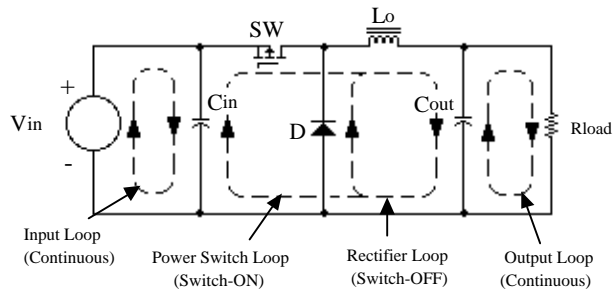 SW
Lo
+
Vin
-
Cin
D
Cout
Rload
Input Loop
(Continuous)
Power Switch Loop
(Switch-ON)
Rectifier Loop
(Switch-OFF)
Output Loop
(Continuous)